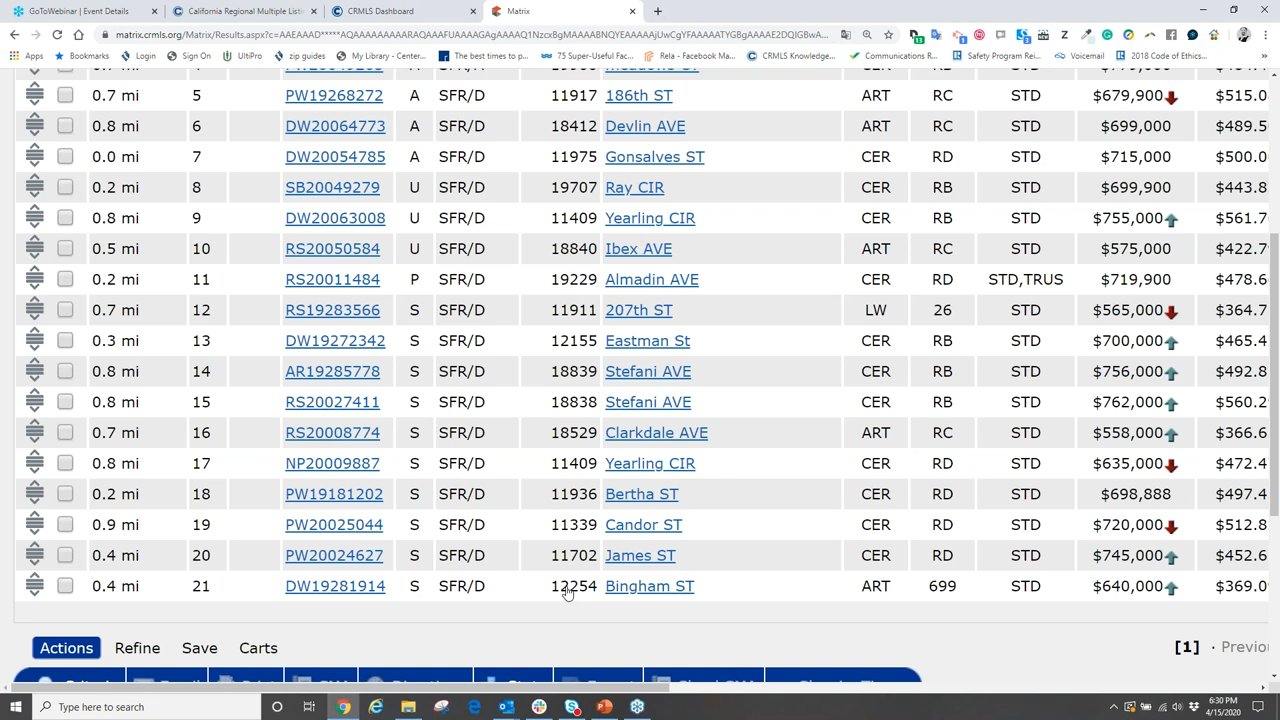 GoToWebinar | Event Details
California Regional Multiple Listi
CRMLS Dashboard
Matrix
matrix.crmls.org/Matrix/Results.aspx?c=
Apps Bookmarks Login Sign On UtiliPro zip guides My Library - Center... The best times to p... 75 Super-Useful Fac... Rela - Facebook Ma... CRMLS Knowledge... Communications R... Safety Program Rei... Voicemail 2018 Code of Ethics...
0.7 mi 5 PW19268272 A SFR/D 11917 186th ST ART RC STD $679,900 $515.0
0.8 mi 6 DW20064773 A SFR/D 18412 Devlin AVE ART RC STD $699,000 $489.5
0.0 mi 7 DW20054785 A SFR/D 11975 Gonsalves ST CER RD STD $715,000 $500.0
0.2 mi 8 SB20049279 U SFR/D 19707 Ray CIR CER RB STD $699,900 $443.8
0.8 mi 9 DW20063008 U SFR/D 11409 Yearling CIR CER RB STD $755,000 $561.7
0.5 mi 10 RS20050584 U SFR/D 18840 Ibex AVE ART RC STD $575,000 $422.7
0.2 mi 11 RS20011484 P SFR/D 19229 Almadin AVE CER RD STD,TRUS $719,900 $478.6
0.7 mi 12 RS19283566 S SFR/D 11911 207th ST LW 26 STD $565,000 $364.7
0.3 mi 13 DW19272342 S SFR/D 12155 Eastman St CER RB STD $700,000 $465.4
0.8 mi 14 AR19285778 S SFR/D 18839 Stefani AVE CER RB STD $756,000 $492.8
0.8 mi 15 RS20027411 S SFR/D 18838 Stefani AVE CER RB STD $762,000 $560.2
0.7 mi 16 RS20008774 S SFR/D 18529 Clarkdale AVE ART RC STD $558,000 $366.6
0.8 mi 17 NP20009887 S SFR/D 11409 Yearling CIR CER RD STD $635,000 $472.4
0.2 mi 18 PW19181202 S SFR/D 11936 Bertha ST CER RD STD $698,888 $497.4
0.9 mi 19 PW20025044 S SFR/D 11339 Candor ST CER RD STD $720,000 $512.8
0.4 mi 20 PW20024627 S SFR/D 11702 James ST CER RD STD $745,000 $452.6
0.4 mi 21 DW19281914 S SFR/D 12254 Bingham ST ART 699 STD $640,000 $369.0
Actions Refine Save Carts [1] · Previou
Type here to search
6:30 PM
4/15/2020